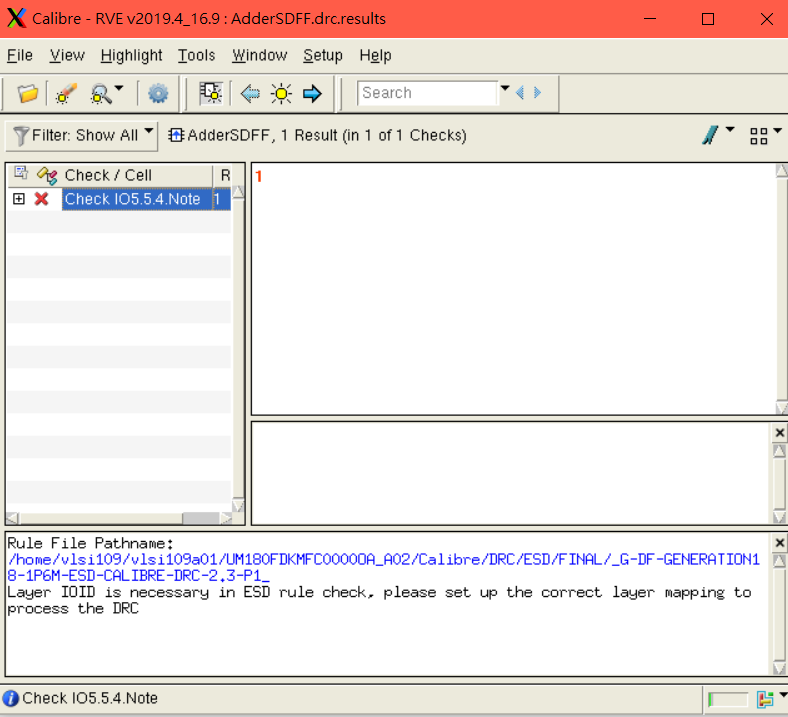 Calibre - RVE v2019.4_16.9 : AdderSDFF.drc.results
File View Highlight Tools Window Setup Help
Search
Filter: Show All AdderSDFF, 1 Result (in 1 of 1 Checks)
Check / Cell R
Check IO5.5.4.Note 1
1
Rule File Pathname:
/home/vlsi109/vlsi109a01/UM180FDKMFC00000A_A02/Calibre/DRC/ESD/FINAL/_G-DF-GENERATION1
8-1P6M-ESD-CALIBRE-DRC-2.3-P1_
Layer IOID is necessary in ESD rule check, please set up the correct layer mapping to
process the DRC
Check IO5.5.4.Note